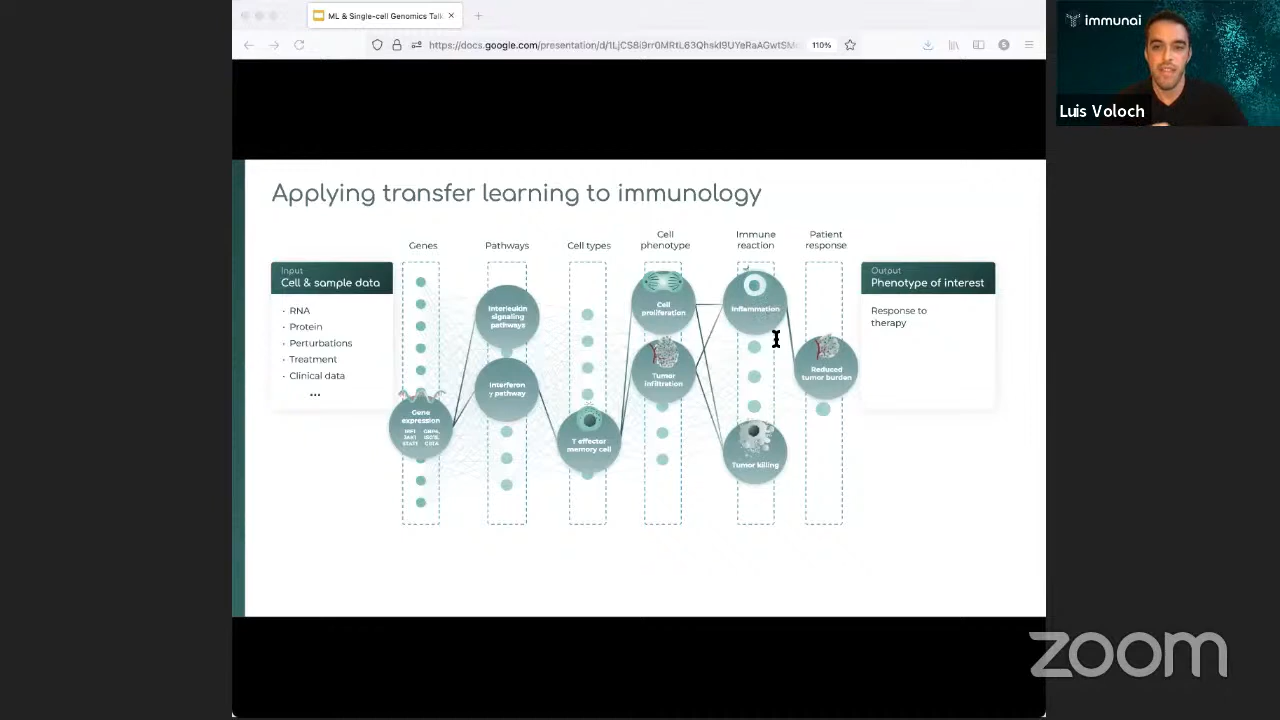 ML & Single-cell Genomics Talk
110%
S
immunai
Luis Voloch
Applying transfer learning to immunology
Genes
Pathways
Cell types
Cell
phenotype
Immune
reaction
Patient
response
Input
Cell & sample data
· RNA
· Protein
· Perturbations
· Treatment
· Clinical data
...
Gene
expression
Interleukin
signaling
pathways
Interferon
γ pathway
T effector
memory cell
Cell
proliferation
Tumor
infiltration
Inflammation
Tumor killing
Reduced
tumor burden
Output
Phenotype of interest
Response to
therapy
zoom